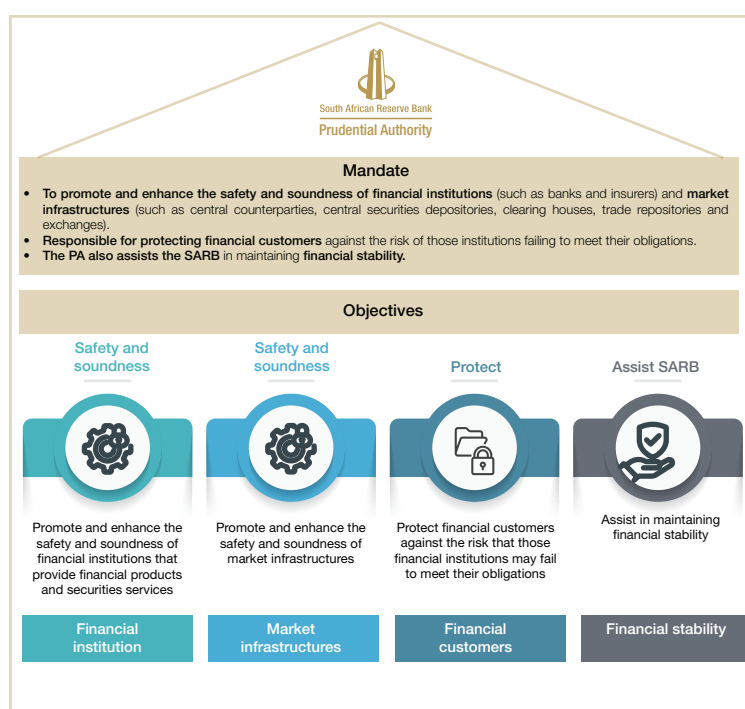 South African Reserve Bank
Prudential Authority
Mandate
• To promote and enhance the safety and soundness of financial institutions (such as banks and insurers) and market
infrastructures (such as central counterparties, central securities depositories, clearing houses, trade repositories and
exchanges).
• Responsible for protecting financial customers against the risk of those institutions failing to meet their obligations.
• The PA also assists the SARB in maintaining financial stability.
Objectives
Safety and
soundness
Promote and enhance the
safety and soundness of
financial institutions that
provide financial products
and securities services
Financial
institution
Safety and
soundness
Promote and enhance the
safety and soundness of
market infrastructures
Market
infrastructures
Protect
Protect financial customers
against the risk that those
financial institutions may fail
to meet their obligations
Financial
customers
Assist SARB
Assist in maintaining
financial stability
Financial stability